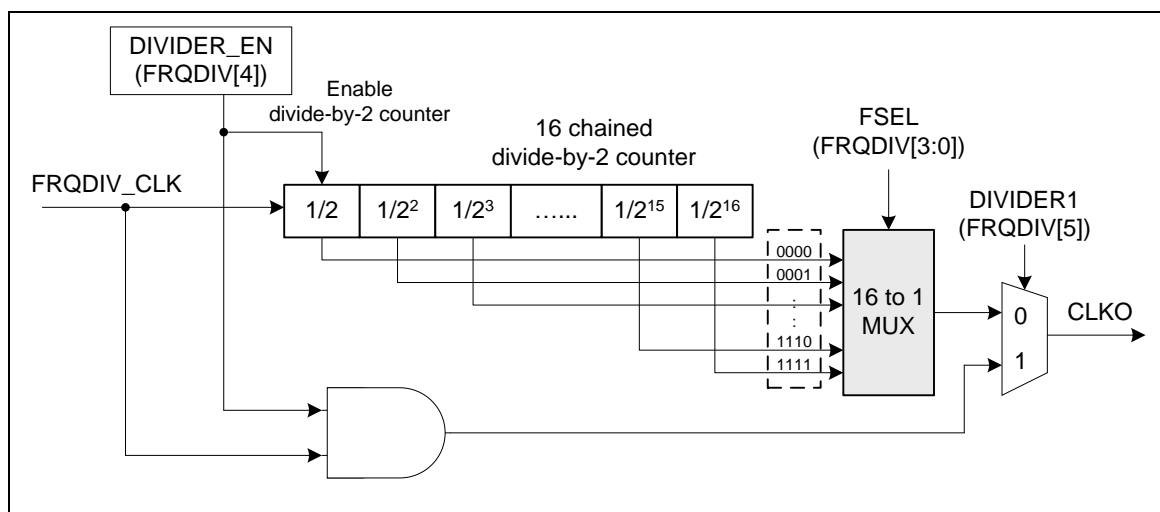 DIVIDER_EN
(FRQDIV[4])
Enable
divide-by-2 counter
16 chained
divide-by-2 counter
FSEL
(FRQDIV[3:0])
FRQDIV_CLK
DIVIDER1
(FRQDIV[5])
1/2
1/2²
1/2³
…...
1/2¹⁵
1/2¹⁶
0000
0001
:
:
1110
1111
16 to 1
MUX
0
1
CLKO